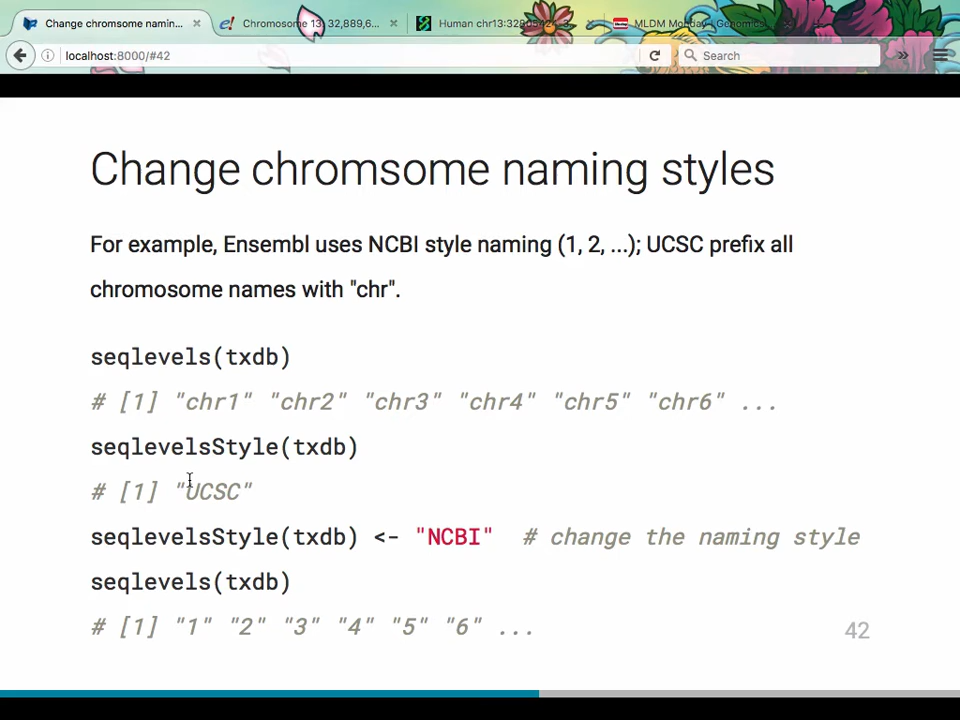 Change chromsome namin...
Chromosome 13: 32,889,6...
MLDM Monday | Genomics
localhost:8000/#42
Search
Change chromsome naming styles
For example, Ensembl uses NCBI style naming (1, 2, ...); UCSC prefix all
chromosome names with "chr".
seqlevels(txdb)
# [1] "chr1" "chr2" "chr3" "chr4" "chr5" "chr6" ...
seqlevelsStyle(txdb)
# [1] "UCSC"
seqlevelsStyle(txdb) <- "NCBI" # change the naming style
seqlevels(txdb)
# [1] "1" "2" "3" "4" "5" "6" ...
42